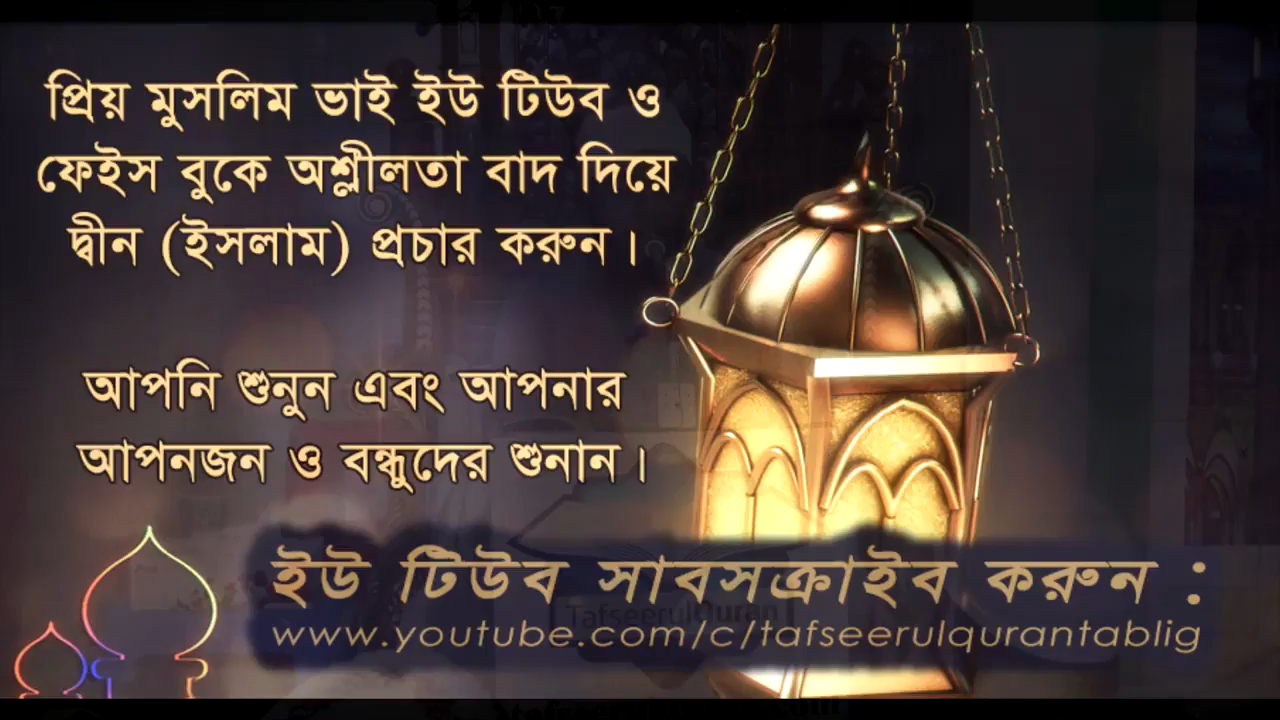 প্রিয় মুসলিম ভাই ইউ টিউব ও
ফেইস বুকে অশ্লীলতা বাদ দিয়ে
দ্বীন (ইসলাম) প্রচার করুন।
আপনি শুনুন এবং আপনার
আপনজন ও বন্ধুদের শুনান।
ইউ টিউব সাবসক্রাইব করুন :
TafseerulQuran
www.youtube.com/c/tafseerulqurantablig